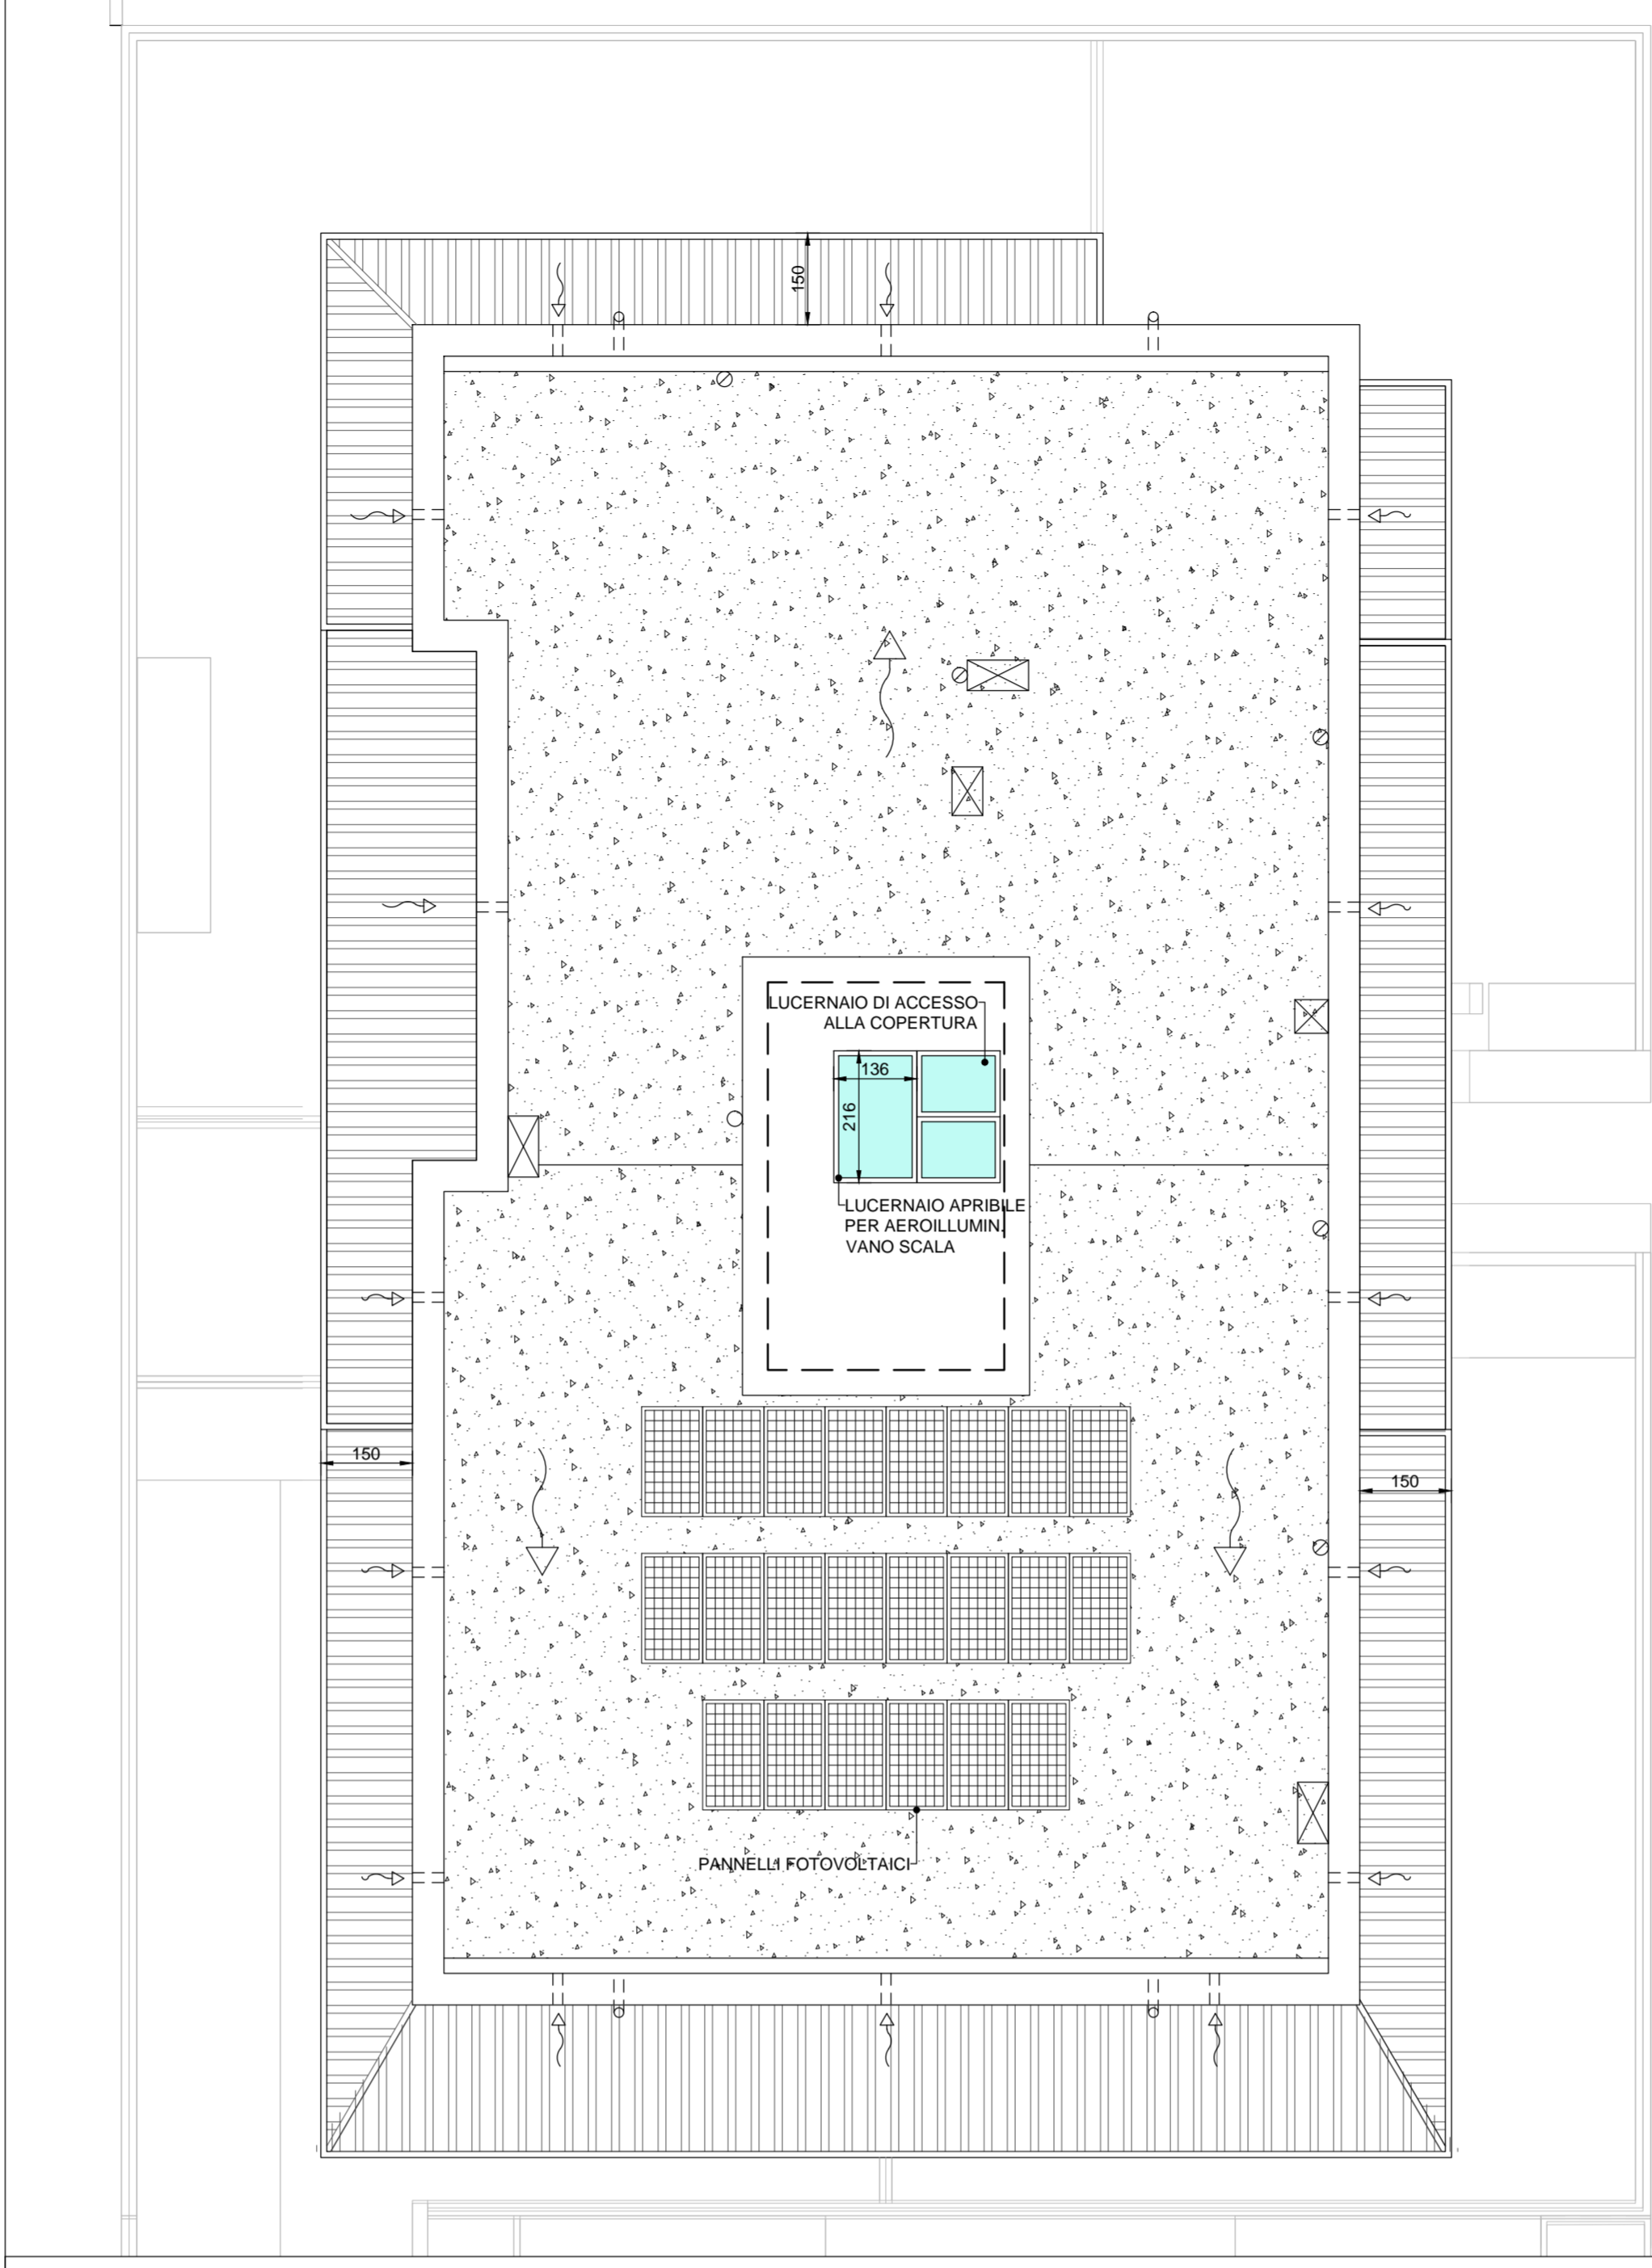 150
LUCERNAIO DI ACCESSO
ALLA COPERTURA
136
216
LUCERNAIO APRIBILE
PER AEROILLUMIN.
VANO SCALA
150
150
PANNELLI FOTOVOLTAICI